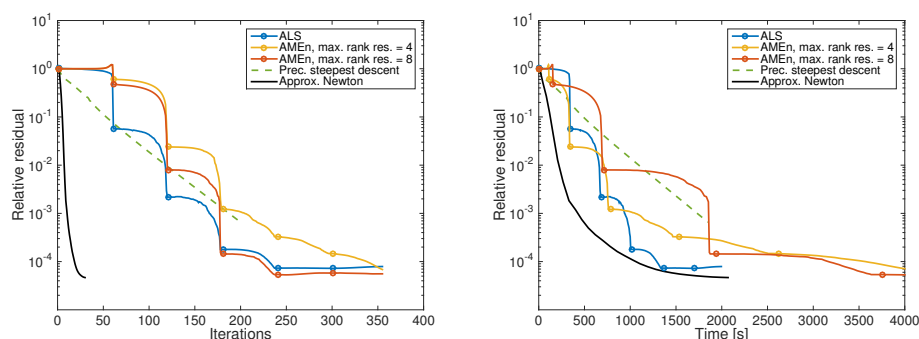 10^1
10^0
10^-1
10^-2
10^-3
10^-4
Relative residual
0 50 100 150 200 250 300 350 400
Iterations
ALS
AMEn, max. rank res. = 4
AMEn, max. rank res. = 8
Prec. steepest descent
Approx. Newton
10^1
10^0
10^-1
10^-2
10^-3
10^-4
Relative residual
0 500 1000 1500 2000 2500 3000 3500 4000
Time [s]
ALS
AMEn, max. rank res. = 4
AMEn, max. rank res. = 8
Prec. steepest descent
Approx. Newton